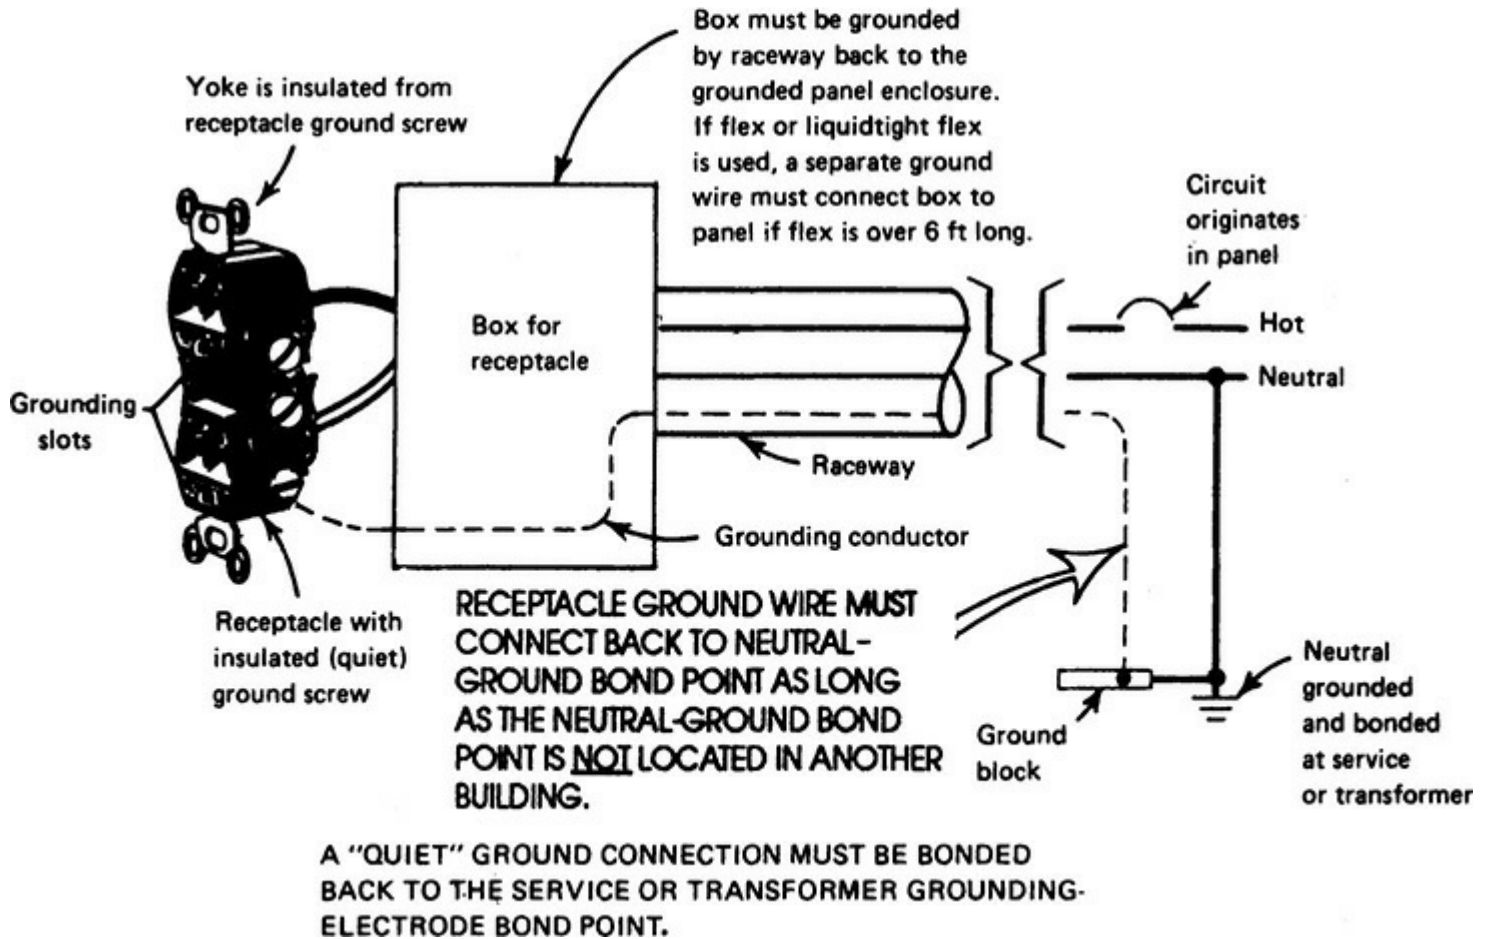 Box must be grounded
by raceway back to the
grounded panel enclosure.
If flex or liquidtight flex
is used, a separate ground
wire must connect box to
panel if flex is over 6 ft long.
Yoke is insulated from
receptacle ground screw
Circuit
originates
in panel
Hot
Neutral
Box for
receptacle
Grounding
slots
Raceway
Grounding conductor
Receptacle with
insulated (quiet)
ground screw
RECEPTACLE GROUND WIRE MUST
CONNECT BACK TO NEUTRAL-
GROUND BOND POINT AS LONG
AS THE NEUTRAL-GROUND BOND
POINT IS NOT LOCATED IN ANOTHER
BUILDING.
Ground
block
Neutral
grounded
and bonded
at service
or transformer
A "QUIET" GROUND CONNECTION MUST BE BONDED
BACK TO THE SERVICE OR TRANSFORMER GROUNDING-
ELECTRODE BOND POINT.